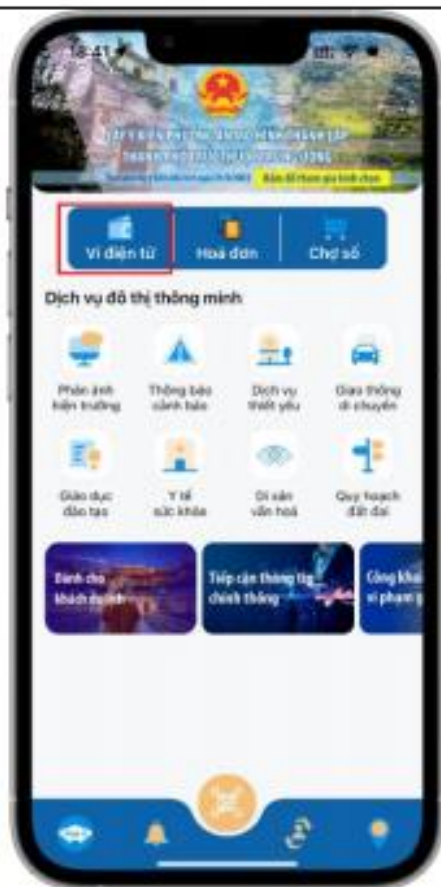 18:41
Ví điện tử
Hoá đơn
Chợ số
Dịch vụ đô thị thông minh
Phản ánh
hiện trường
Thông báo
cảnh báo
Dịch vụ
thiết yếu
Giao thông
di chuyển
Giáo dục
đào tạo
Y tế
sức khỏe
Di sản
văn hoá
Quy hoạch
đất đai
Dành cho
khách du lịch
Tiếp cận thông tin
chính thống
Công khai
vi phạm